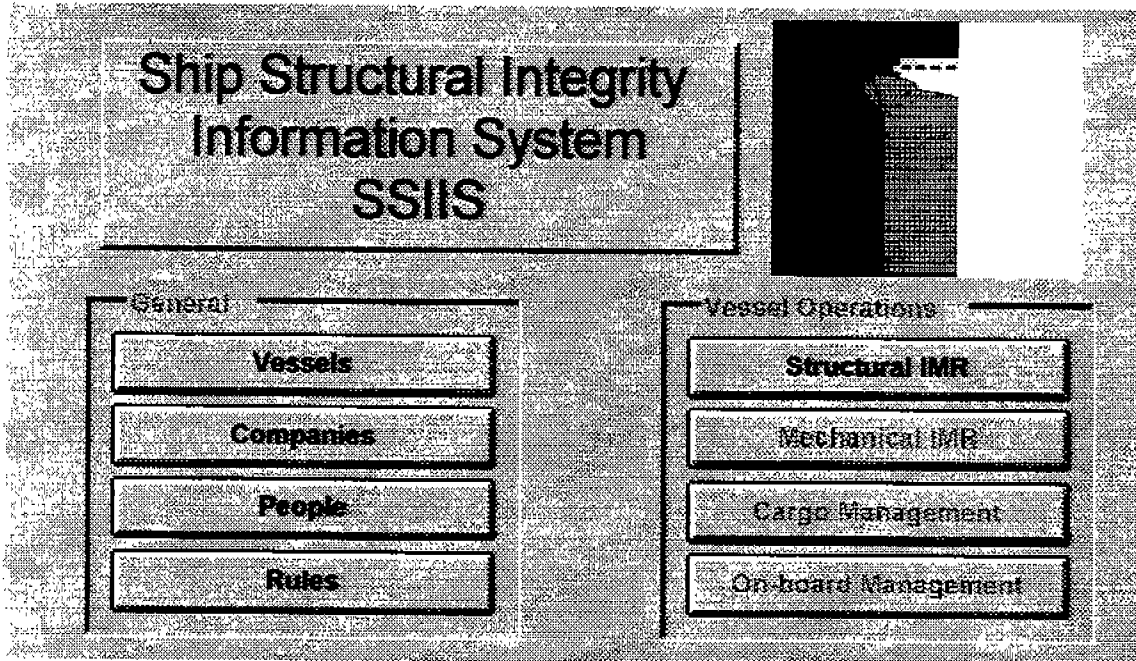 Ship Structural Integrity
Information System
SSIIS
General
Vessels
Companies
People
Rules
Vessel Operations
Structural IMR
Mechanical IMR
Cargo Management
On-board Management